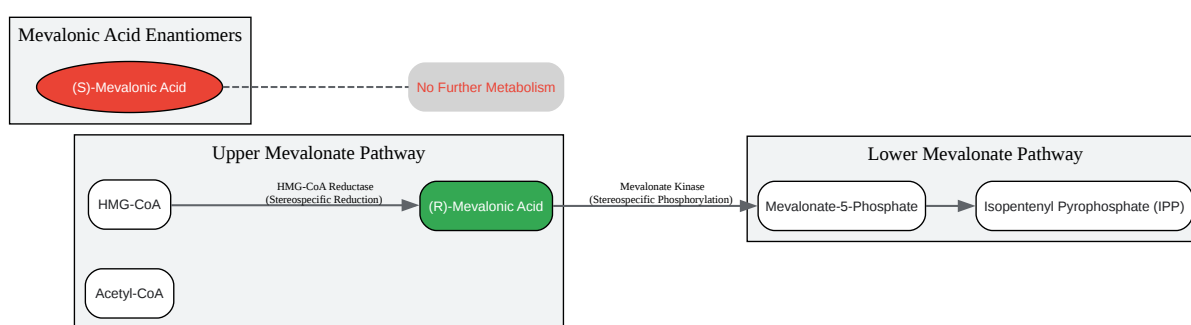 Mevalonic Acid Enantiomers
(S)-Mevalonic Acid
No Further Metabolism
Upper Mevalonate Pathway
HMG-CoA
HMG-CoA Reductase
(Stereospecific Reduction)
(R)-Mevalonic Acid
Acetyl-CoA
Mevalonate Kinase
(Stereospecific Phosphorylation)
Lower Mevalonate Pathway
Mevalonate-5-Phosphate
Isopentenyl Pyrophosphate (IPP)